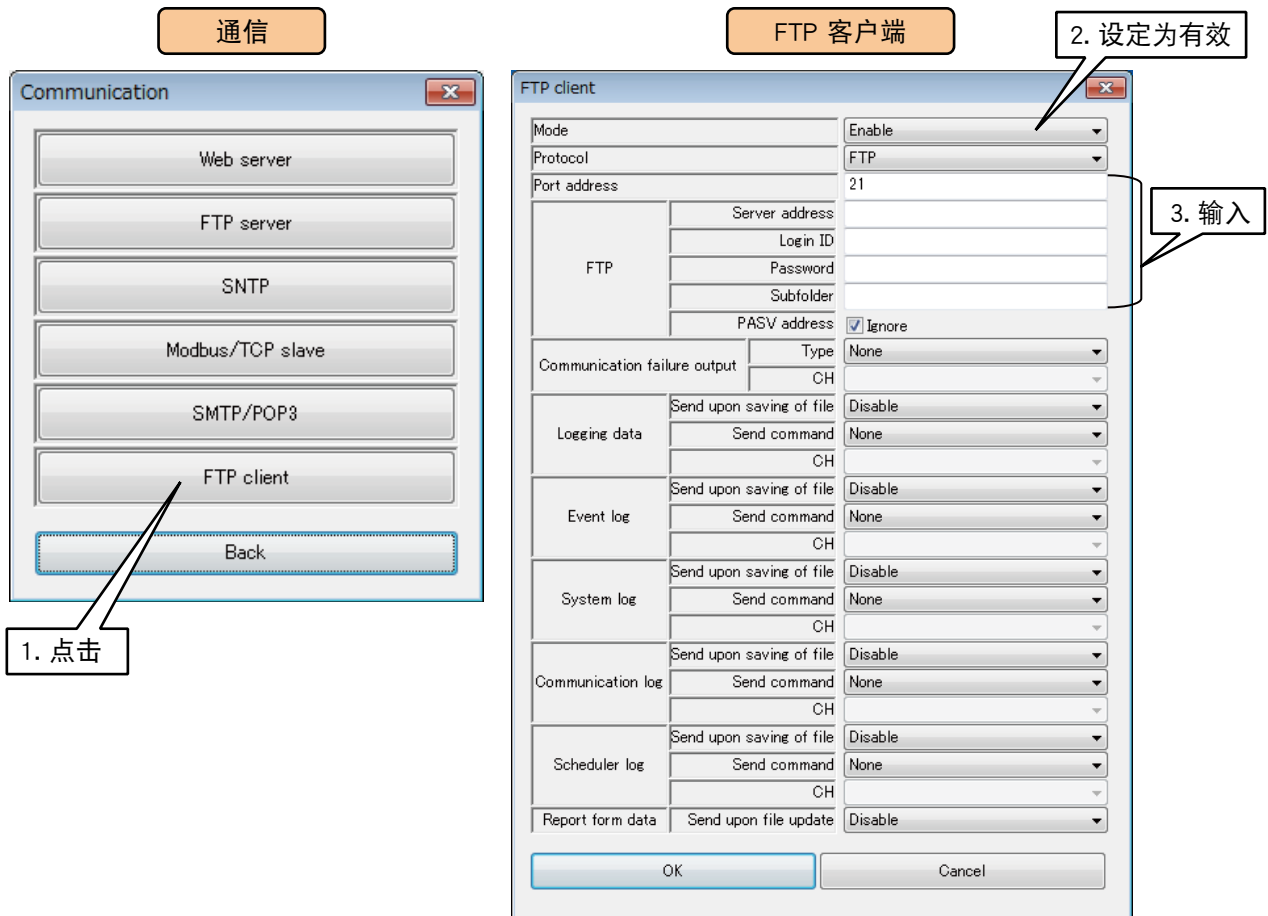 通信
FTP 客户端
2. 设定为有效
Communication
Web server
FTP server
SNTP
Modbus/TCP slave
SMTP/POP3
FTP client
Back
1. 点击
FTP client
Mode Enable
Protocol FTP
Port address 21
3. 输入
FTP
Server address
Login ID
Password
Subfolder
PASV address Ignore
Communication failure output
Type None
CH
Logging data
Send upon saving of file Disable
Send command None
CH
Event log
Send upon saving of file Disable
Send command None
CH
System log
Send upon saving of file Disable
Send command None
CH
Communication log
Send upon saving of file Disable
Send command None
CH
Scheduler log
Send upon saving of file Disable
Send command None
CH
Report form data Send upon file update Disable
OK Cancel